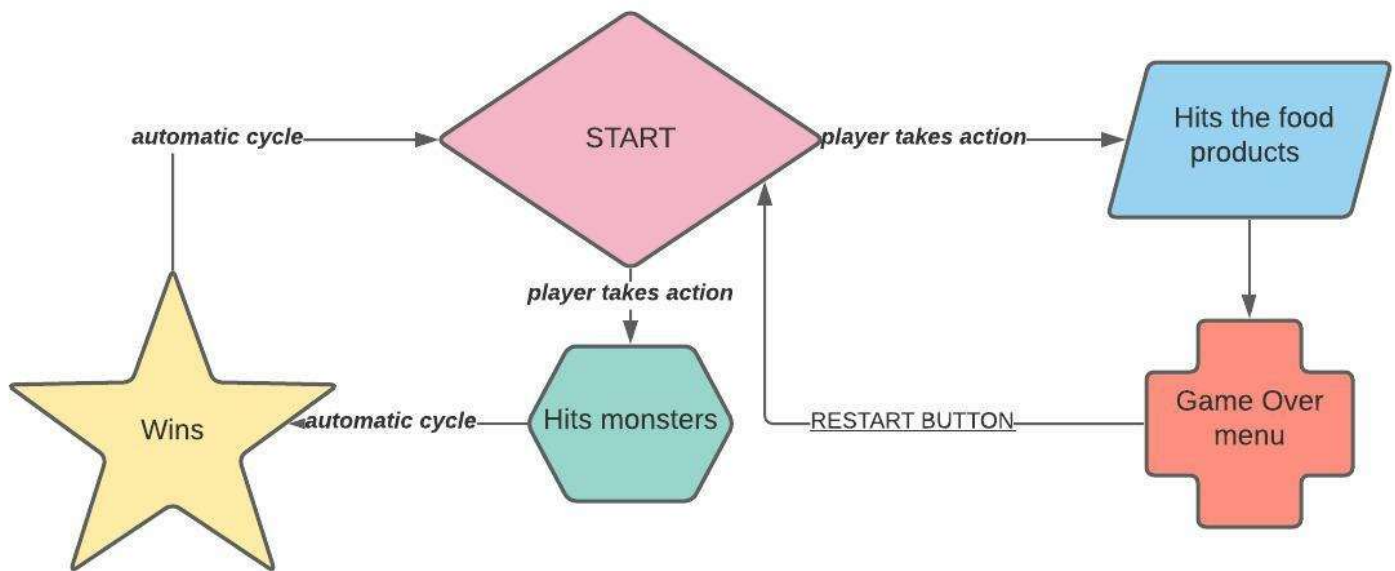 automatic cycle
START
player takes action
Hits the food
products
player takes action
Wins
automatic cycle
Hits monsters
RESTART BUTTON
Game Over
menu